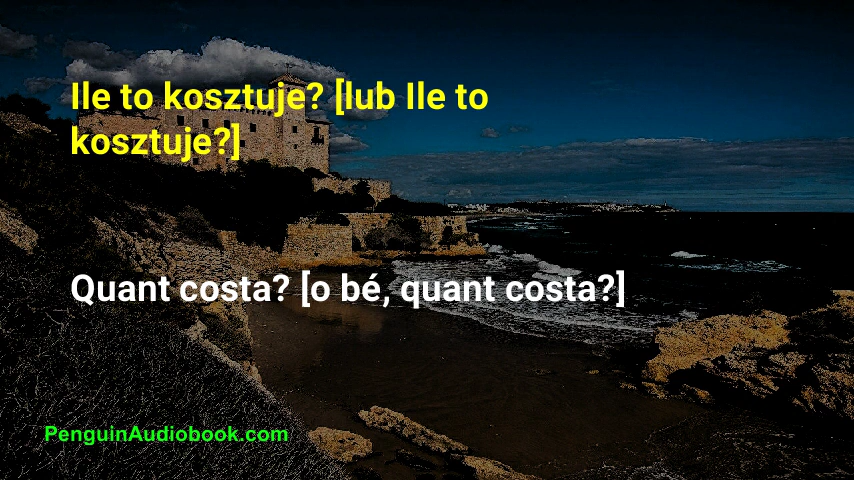 Ile to kosztuje? [lub Ile to
kosztuje?]
Quant costa? [o bé, quant costa?]
PenguinAudiobook.com